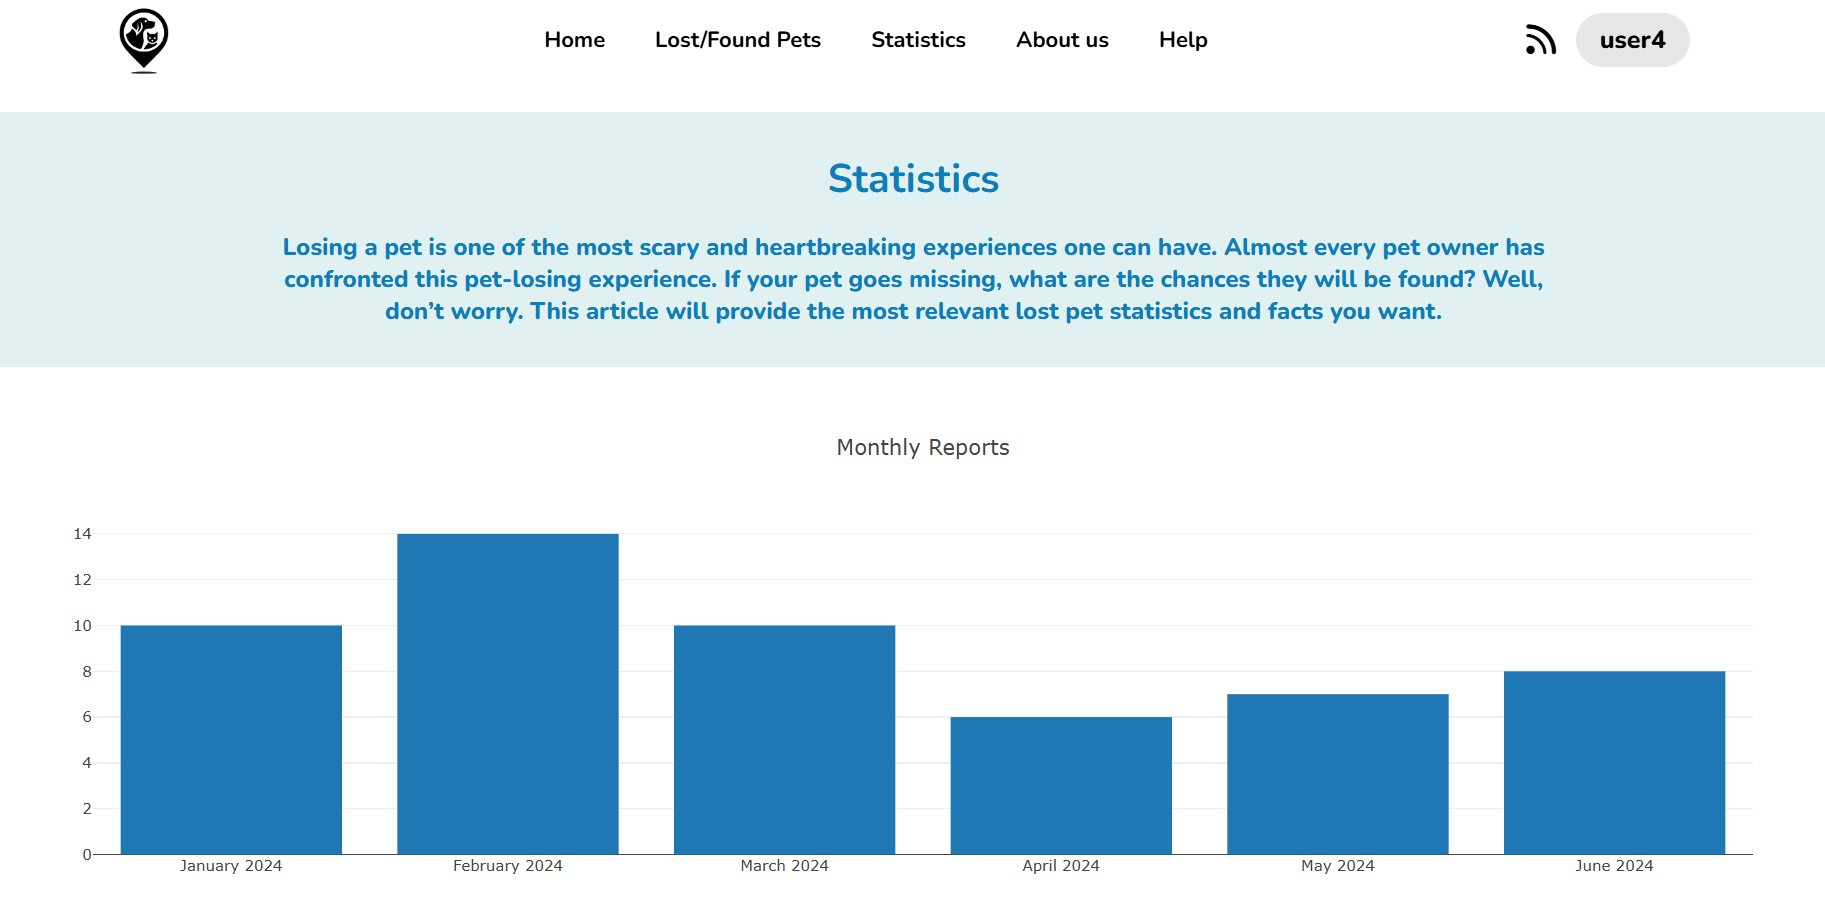 Home Lost/Found Pets Statistics About us Help user4
Statistics
Losing a pet is one of the most scary and heartbreaking experiences one can have. Almost every pet owner has
confronted this pet-losing experience. If your pet goes missing, what are the chances they will be found? Well,
don’t worry. This article will provide the most relevant lost pet statistics and facts you want.
Monthly Reports
14
12
10
8
6
4
2
0
January 2024 February 2024 March 2024 April 2024 May 2024 June 2024